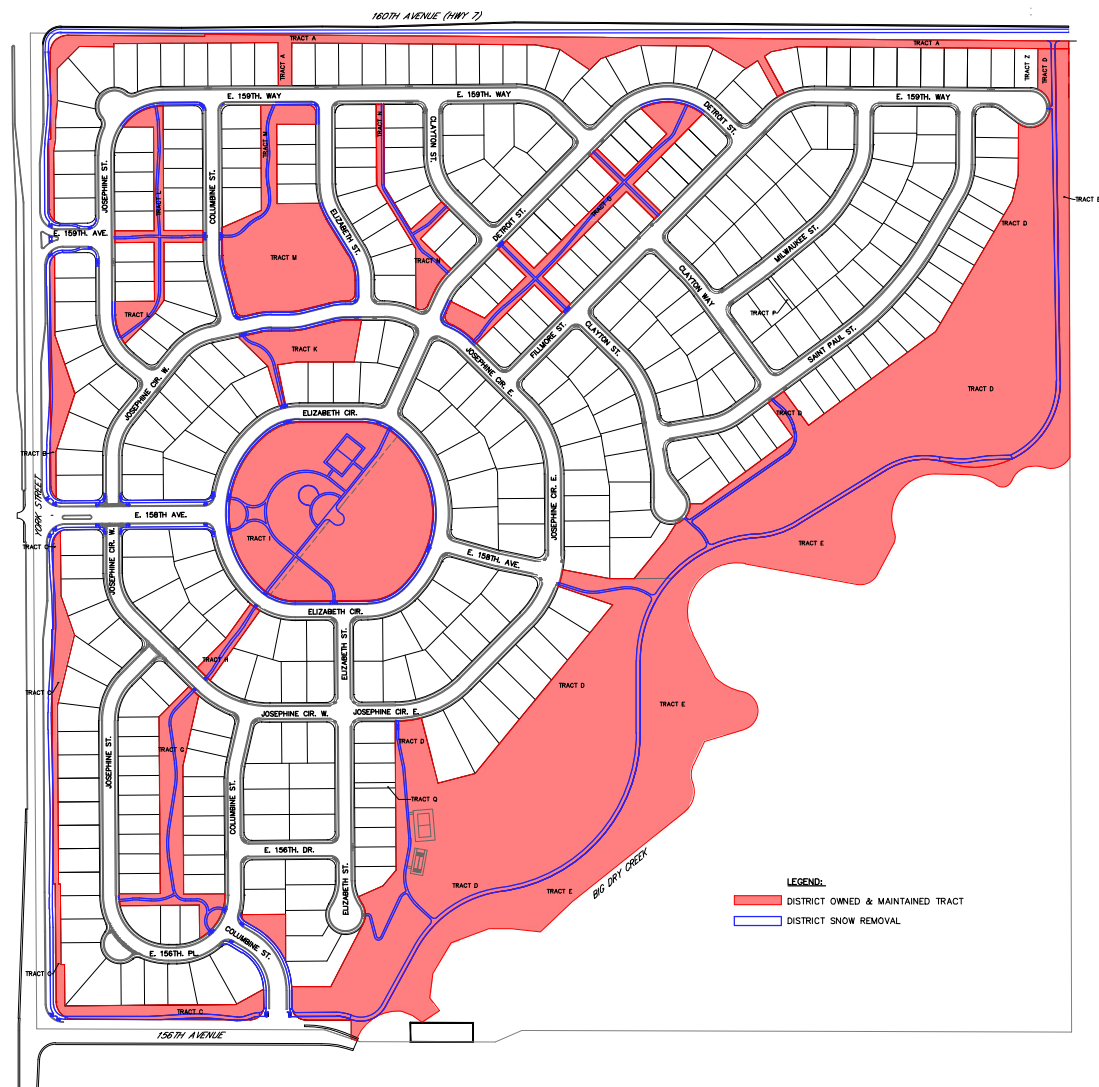 160TH AVENUE (HWY 7)
TRACT A
TRACT A
TRACT A
TRACT Z
TRACT D
E. 159TH. WAY
E. 159TH. WAY
E. 159TH. WAY
DETROIT ST.
CLAYTON ST.
TRACT N
TRACT M
JOSEPHINE ST.
COLUMBINE ST.
TRACT L
ELIZABETH ST.
DETROIT ST.
TRACT O
TRACT E
TRACT D
E. 159TH. AVE.
MILWAUKEE ST.
TRACT M
TRACT N
CLAYTON WAY
TRACT P
TRACT L
FILLMORE ST.
CLAYTON ST.
SAINT PAUL ST.
TRACT K
JOSEPHINE CIR. E.
JOSEPHINE CIR. W.
TRACT D
ELIZABETH CIR.
TRACT D
TRACT B
YORK STREET
E. 158TH AVE.
JOSEPHINE CIR. E.
TRACT I
TRACT C
JOSEPHINE CIR. W.
E. 158TH. AVE.
TRACT E
ELIZABETH CIR.
ELIZABETH ST.
TRACT H
TRACT D
TRACT C
TRACT E
JOSEPHINE CIR. W.
JOSEPHINE CIR. E.
TRACT D
TRACT G
JOSEPHINE ST.
COLUMBINE ST.
TRACT Q
E. 156TH. DR.
ELIZABETH ST.
TRACT D
TRACT E
BIG DRY CREEK
LEGEND:
DISTRICT OWNED & MAINTAINED TRACT
DISTRICT SNOW REMOVAL
COLUMBINE ST.
E. 156TH. PL.
TRACT C
TRACT C
156TH AVENUE